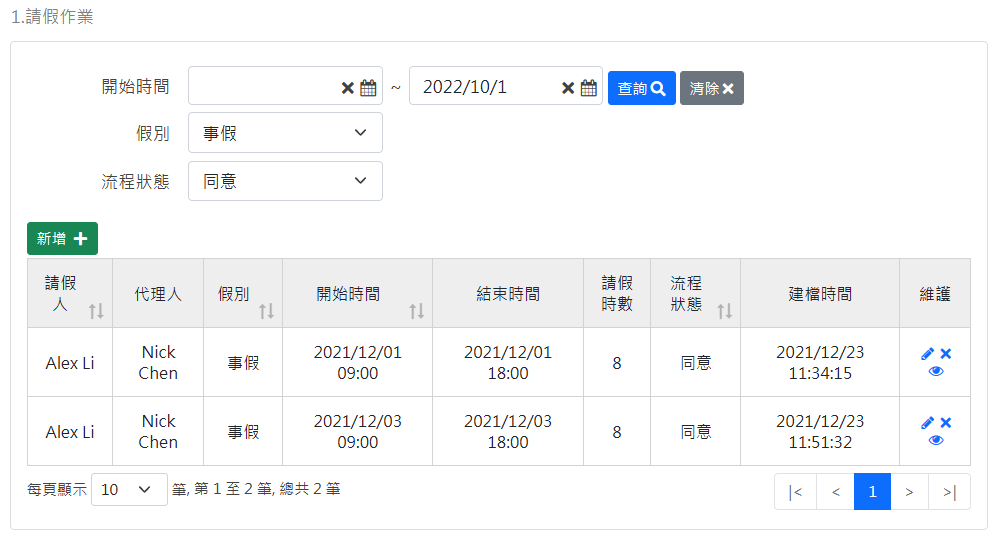 1.請假作業
開始時間 ~ 2022/10/1 查詢 清除
假別 事假
流程狀態 同意
新增
請假人 代理人 假別 開始時間 結束時間 請假時數 流程狀態 建檔時間 維護
Alex Li Nick Chen 事假 2021/12/01 09:00 2021/12/01 18:00 8 同意 2021/12/23 11:34:15
Alex Li Nick Chen 事假 2021/12/03 09:00 2021/12/03 18:00 8 同意 2021/12/23 11:51:32
每頁顯示 10 筆, 第 1 至 2 筆, 總共 2 筆 |< < 1 > >|